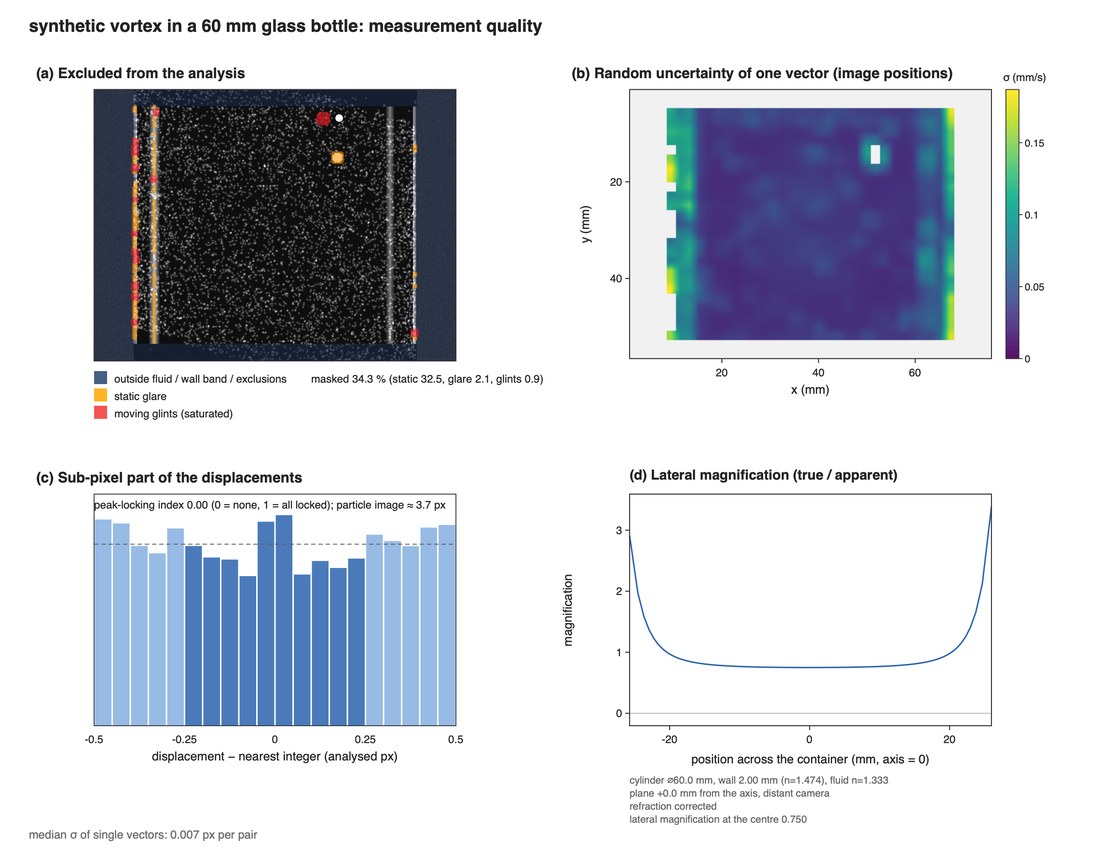 synthetic vortex in a 60 mm glass bottle: measurement quality
(a) Excluded from the analysis
outside fluid / wall band / exclusions
masked 34.3 % (static 32.5, glare 2.1, glints 0.9)
static glare
moving glints (saturated)
(b) Random uncertainty of one vector (image positions)
σ (mm/s)
0.15
0.1
0.05
0
y (mm)
20
40
20
40
60
x (mm)
(c) Sub-pixel part of the displacements
peak-locking index 0.00 (0 = none, 1 = all locked); particle image ≈ 3.7 px
-0.5
-0.25
0
0.25
0.5
displacement − nearest integer (analysed px)
(d) Lateral magnification (true / apparent)
magnification
3
2
1
0
-20
0
20
position across the container (mm, axis = 0)
cylinder ⌀60.0 mm, wall 2.00 mm (n=1.474), fluid n=1.333
plane +0.0 mm from the axis, distant camera
refraction corrected
lateral magnification at the centre 0.750
median σ of single vectors: 0.007 px per pair